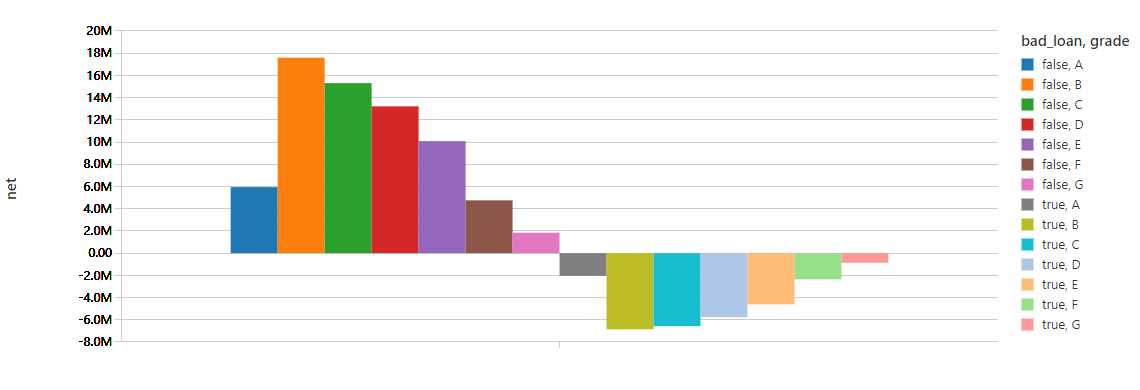 20M
18M
16M
14M
12M
10M
8.0M
6.0M
4.0M
2.0M
0.00
-2.0M
-4.0M
-6.0M
-8.0M
net
bad_loan, grade
false, A
false, B
false, C
false, D
false, E
false, F
false, G
true, A
true, B
true, C
true, D
true, E
true, F
true, G